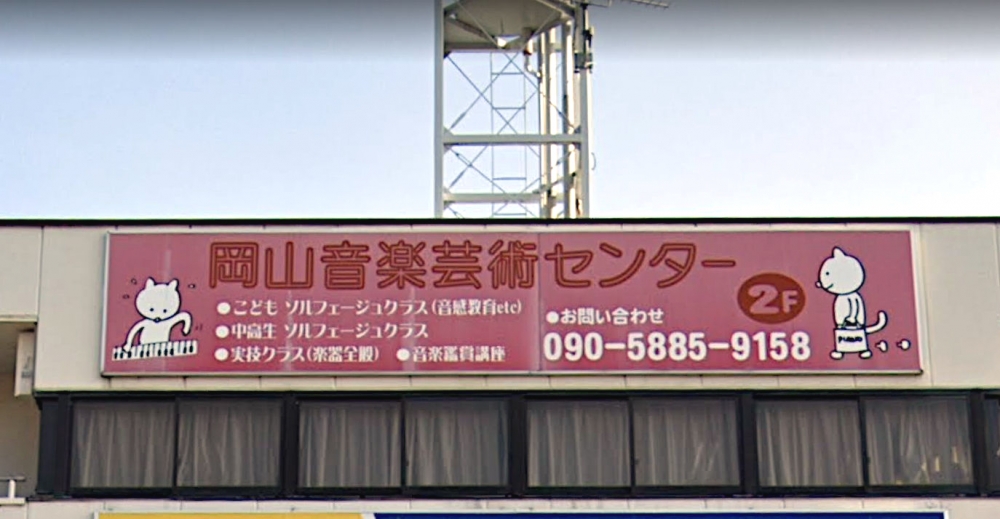 岡山音楽芸術センター
2F
●こども ソルフェージュクラス(音感教育etc)
●中高生 ソルフェージュクラス
●実技クラス(楽器全般) ●音楽鑑賞講座
●お問い合わせ
090-5885-9158